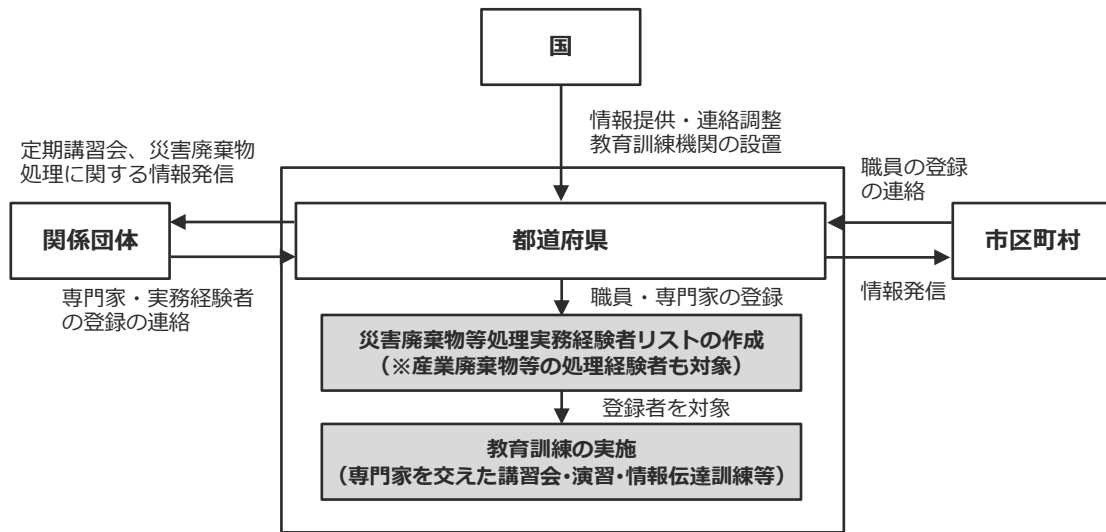 国
情報提供・連絡調整
教育訓練機関の設置
定期講習会、災害廃棄物
処理に関する情報発信
職員の登録
の連絡
関係団体
都道府県
市区町村
専門家・実務経験者
の登録の連絡
職員・専門家の登録
情報発信
災害廃棄物等処理実務経験者リストの作成
（※産業廃棄物等の処理経験者も対象）
登録者を対象
教育訓練の実施
（専門家を交えた講習会・演習・情報伝達訓練等）